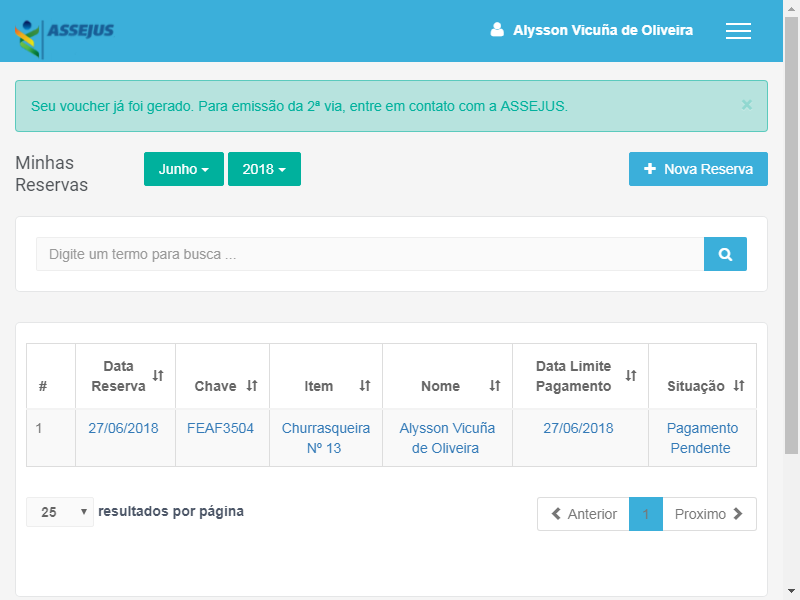 ASSEJUS
Alysson Vicuña de Oliveira
Seu voucher já foi gerado. Para emissão da 2ª via, entre em contato com a ASSEJUS.
×
Minhas
Reservas
Junho
2018
Nova Reserva
Digite um termo para busca ...
#
Data
Reserva
Chave
Item
Nome
Data Limite
Pagamento
Situação
1
27/06/2018
FEAF3504
Churrasqueira
Nº 13
Alysson Vicuña
de Oliveira
27/06/2018
Pagamento
Pendente
25
resultados por página
Anterior
1
Proximo